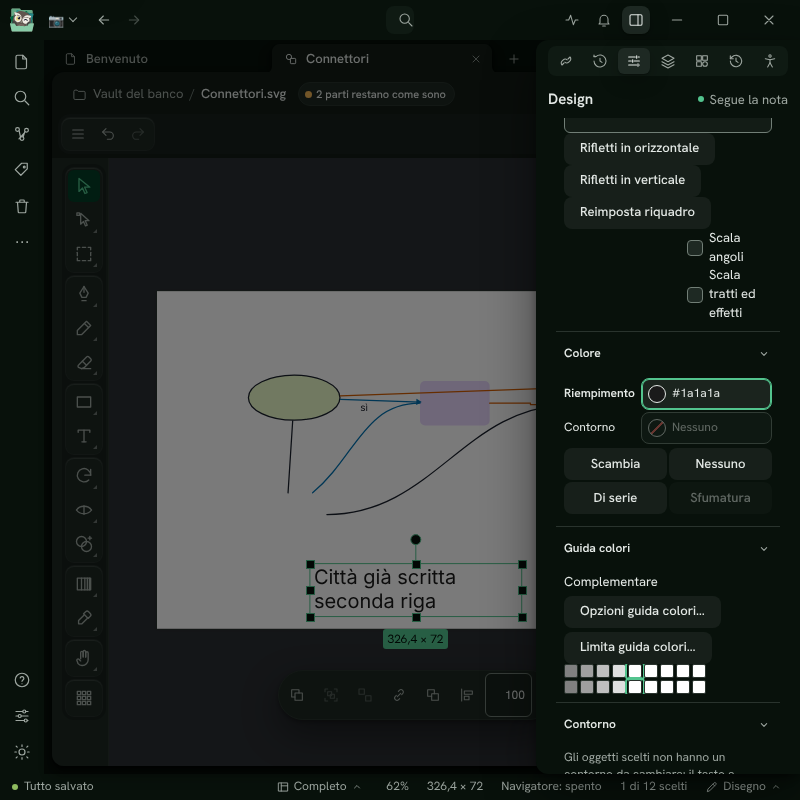 Benvenuto
Connettori
Vault del banco / Connettori.svg
2 parti restano come sono
Design
Segue la nota
Rifletti in orizzontale
Rifletti in verticale
Reimposta riquadro
Scala
angoli
Scala
tratti ed
effetti
Colore
Riempimento
#1a1a1a
Contorno
Nessuno
Scambia
Nessuno
Di serie
Sfumatura
Guida colori
Complementare
Opzioni guida colori...
Limita guida colori...
Contorno
Gli oggetti scelti non hanno un
sì
Città già scritta
seconda riga
326,4 × 72
100
Tutto salvato
Completo
62%
326,4 × 72
Navigatore: spento
1 di 12 scelti
Disegno